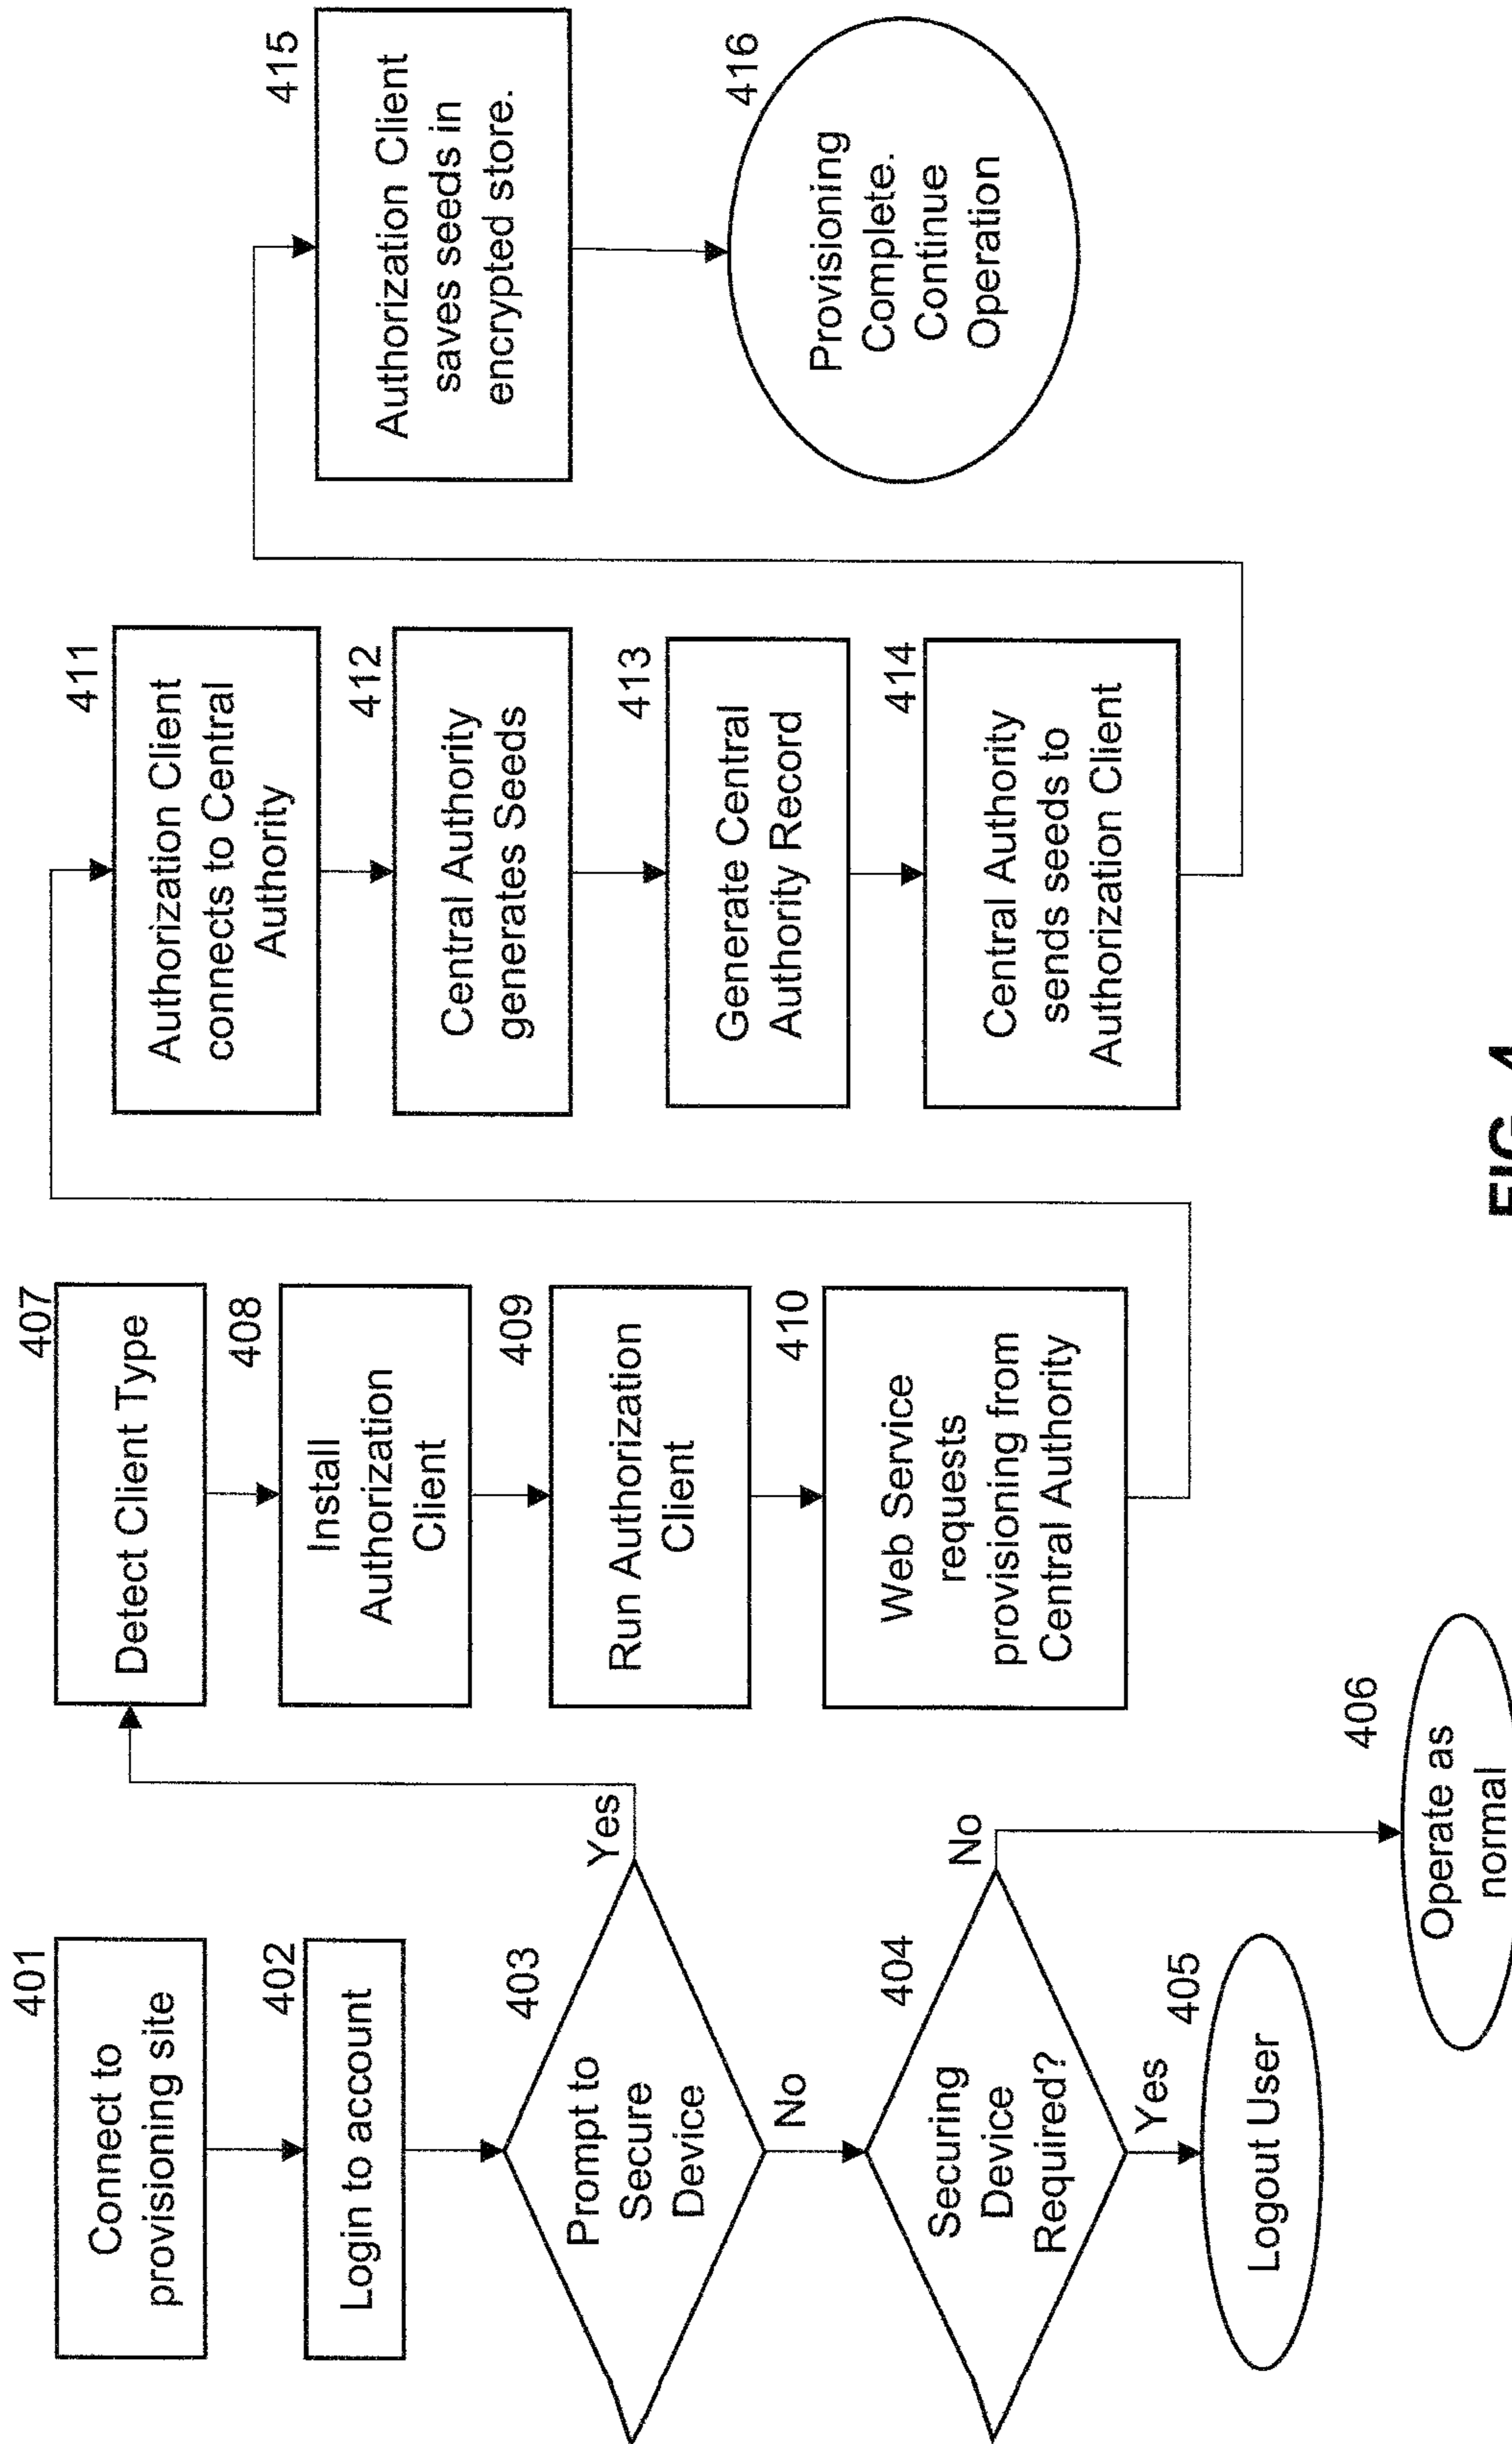 401
Connect to
provisioning site
402
Login to account
403
Prompt to
Secure
Device
Yes
No
404
Securing
Device
Required?
No
Yes
405
Logout User
406
Operate as
normal
407
Detect Client Type
408
Install
Authorization
Client
409
Run Authorization
Client
410
Web Service
requests
provisioning from
Central Authority
411
Authorization Client
connects to Central
Authority
412
Central Authority
generates Seeds
413
Generate Central
Authority Record
414
Central Authority
sends seeds to
Authorization Client
415
Authorization Client
saves seeds in
encrypted store.
416
Provisioning
Complete.
Continue
Operation
FIG. 4